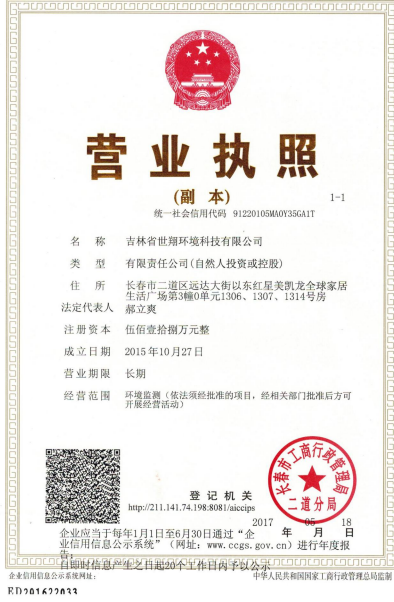 营业执照
(副 本) 1-1
统一社会信用代码 91220105MA0Y35GA1T
名 称 吉林省世翔环境科技有限公司
类 型 有限责任公司(自然人投资或控股)
住 所 长春市二道区远达大街以东红星美凯龙全球家居
生活广场第3幢0单元1306、1307、1314号房
法定代表人 郝立爽
注册资本 伍佰壹拾捌万元整
成立日期 2015年10月27日
营业期限 长期
经营范围 环境监测（依法须经批准的项目，经相关部门批准后方可
开展经营活动）
长春市工商行政管理局
二道分局
登记机关
http://211.141.74.198:8081/aiccips
2017 05 18
年 月 日
企业应当于每年1月1日至6月30日通过“企
业信用信息公示系统”（网址：www.ccgs.gov.cn）进行年度报
告；
自即时信息产生之日起20个工作日内予以公示
企业信用信息公示系统网址： 中华人民共和国国家工商行政管理总局监制
ED201622033